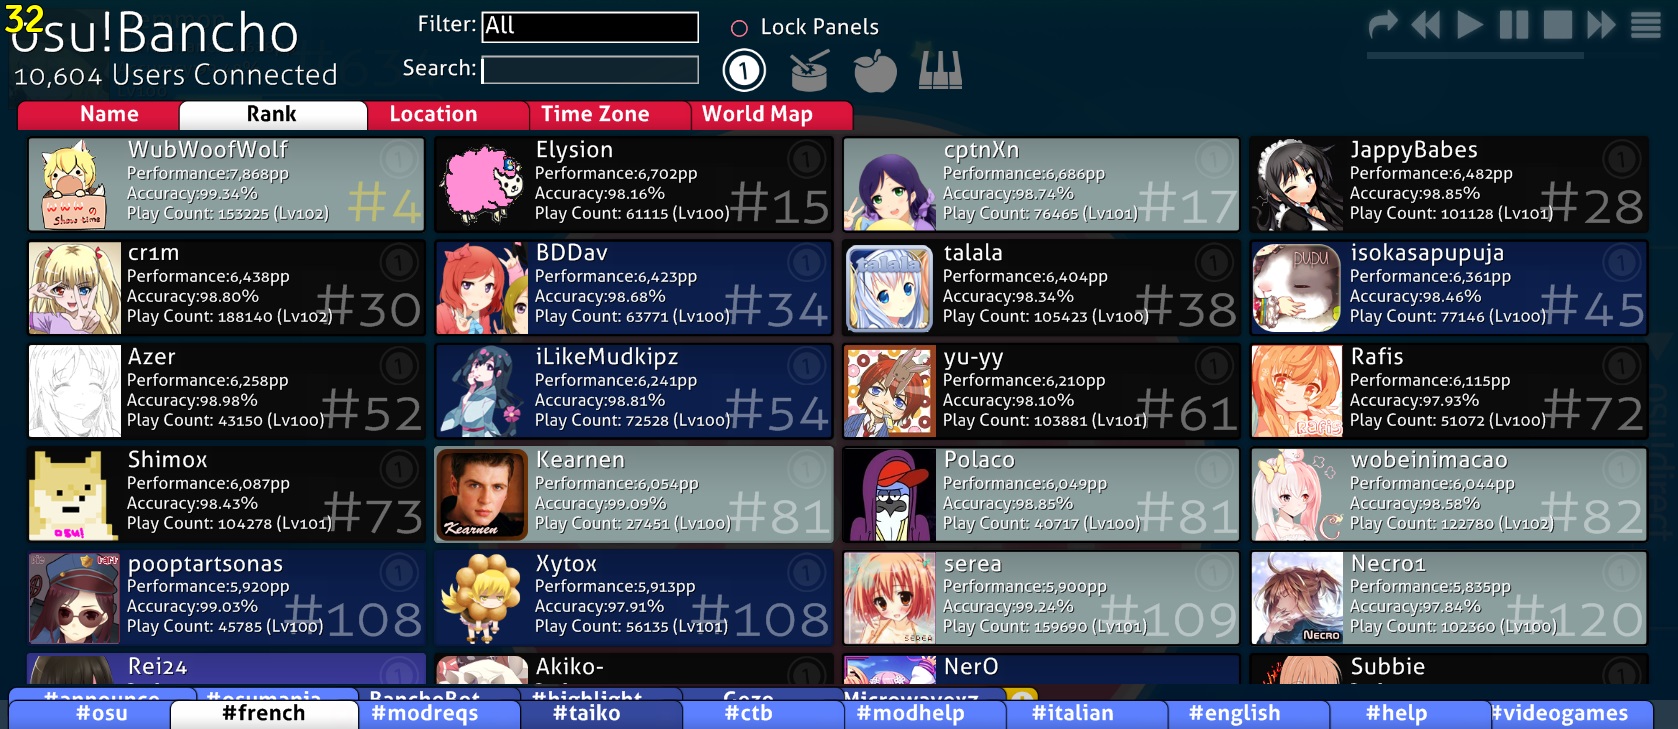 32
osu!Bancho
10,604 Users Connected
Filter: All
Lock Panels
Search:
1
Name Rank Location Time Zone World Map
WubWoofWolf
Performance:7,868pp
Accuracy:99.34%
Play Count: 153225 (Lv102)
#4
Elysion
Performance:6,702pp
Accuracy:98.16%
Play Count: 61115 (Lv100)
#15
cptnXn
Performance:6,686pp
Accuracy:98.74%
Play Count: 76465 (Lv101)
#17
JappyBabes
Performance:6,482pp
Accuracy:98.85%
Play Count: 101128 (Lv101)
#28
cr1m
Performance:6,438pp
Accuracy:98.80%
Play Count: 188140 (Lv102)
#30
BDDav
Performance:6,423pp
Accuracy:98.68%
Play Count: 63771 (Lv100)
#34
talala
Performance:6,404pp
Accuracy:98.34%
Play Count: 105423 (Lv100)
#38
isokasapupuja
Performance:6,361pp
Accuracy:98.46%
Play Count: 77146 (Lv100)
#45
Azer
Performance:6,258pp
Accuracy:98.98%
Play Count: 43150 (Lv100)
#52
iLikeMudkipz
Performance:6,241pp
Accuracy:98.81%
Play Count: 72528 (Lv100)
#54
yu-yy
Performance:6,210pp
Accuracy:98.10%
Play Count: 103881 (Lv101)
#61
Rafis
Performance:6,115pp
Accuracy:97.93%
Play Count: 51072 (Lv100)
#72
Shimox
Performance:6,087pp
Accuracy:98.43%
Play Count: 104278 (Lv101)
#73
Kearnen
Performance:6,054pp
Accuracy:99.09%
Play Count: 27451 (Lv100)
#81
Polaco
Performance:6,049pp
Accuracy:98.85%
Play Count: 40717 (Lv100)
#81
wobeinimacao
Performance:6,044pp
Accuracy:98.58%
Play Count: 122780 (Lv102)
#82
pooptartsonas
Performance:5,920pp
Accuracy:99.03%
Play Count: 45785 (Lv100)
#108
Xytox
Performance:5,913pp
Accuracy:97.91%
Play Count: 56135 (Lv101)
#108
serea
Performance:5,900pp
Accuracy:99.24%
Play Count: 159690 (Lv101)
#109
Necro1
Performance:5,835pp
Accuracy:97.84%
Play Count: 102360 (Lv100)
#120
Rei24
Akiko-
NerO
Subbie
#announce #osumania BanchoBot #highlight Goze
#osu #french #modreqs #taiko #ctb #modhelp #italian #english #help #videogames